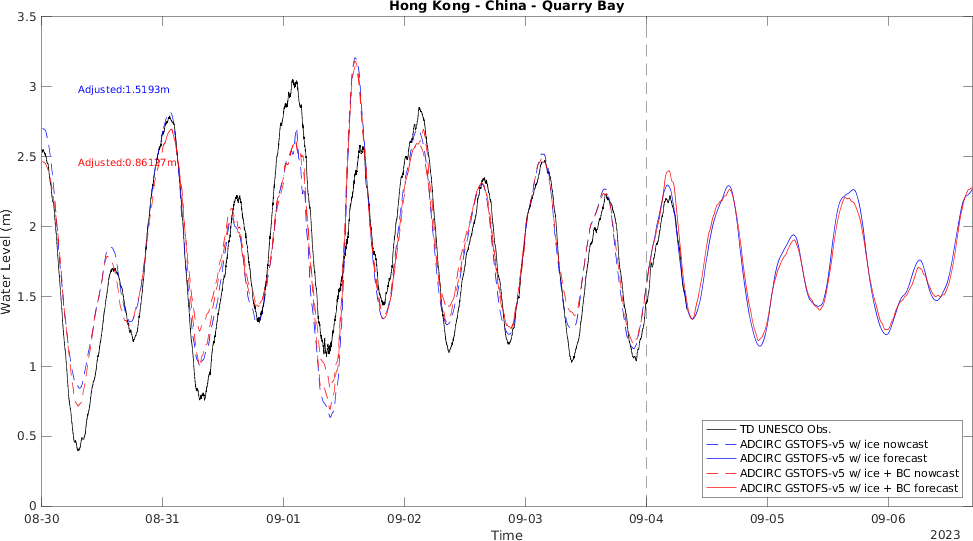 Hong Kong - China - Quarry Bay
3.5
3
2.5
2
1.5
1
0.5
0
Water Level (m)
Adjusted:1.5193m
Adjusted:0.86127m
TD UNESCO Obs.
ADCIRC GSTOFS-v5 w/ ice nowcast
ADCIRC GSTOFS-v5 w/ ice forecast
ADCIRC GSTOFS-v5 w/ ice + BC nowcast
ADCIRC GSTOFS-v5 w/ ice + BC forecast
08-30 08-31 09-01 09-02 09-03 09-04 09-05 09-06
Time
2023